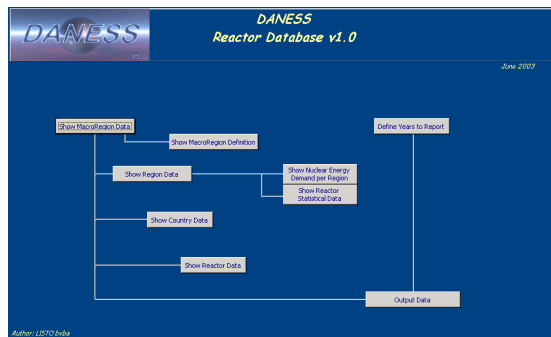 DANESS
DANESS
Reactor Database v1.0
June 2003
Show MacroRegion Data
Define Years to Report
Show MacroRegion Definition
Show Region Data
Show Nuclear Energy
Demand per Region
Show Reactor
Statistical Data
Show Country Data
Show Reactor Data
Output Data
Author: LISTO bvba